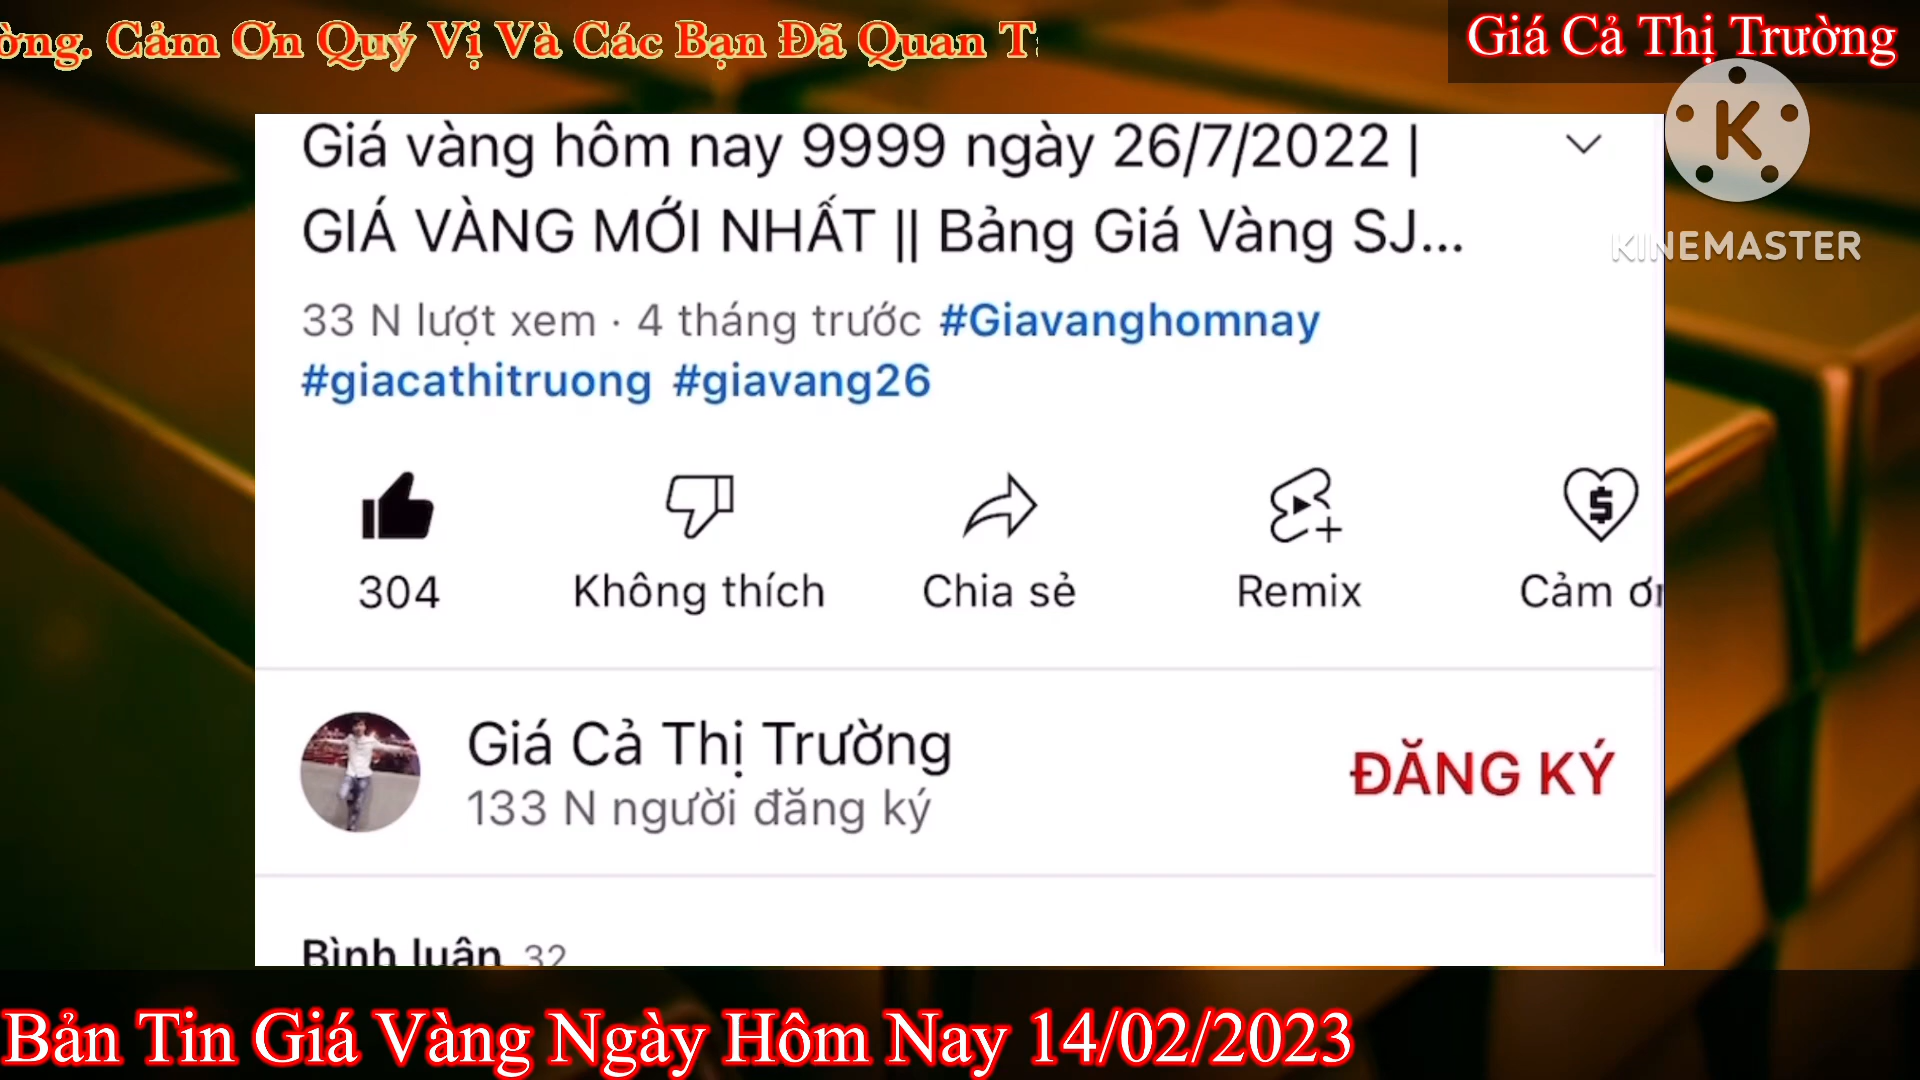 ờng. Cảm Ơn Quý Vị Và Các Bạn Đã Quan T
Giá Cả Thị Trường
K
KINEMASTER
Giá vàng hôm nay 9999 ngày 26/7/2022 |
GIÁ VÀNG MỚI NHẤT || Bảng Giá Vàng SJ...
33 N lượt xem · 4 tháng trước #Giavanghomnay
#giacathitruong #giavang26
304 Không thích Chia sẻ Remix Cảm ơn
Giá Cả Thị Trường
133 N người đăng ký
ĐĂNG KÝ
Bình luận 32
Bản Tin Giá Vàng Ngày Hôm Nay 14/02/2023